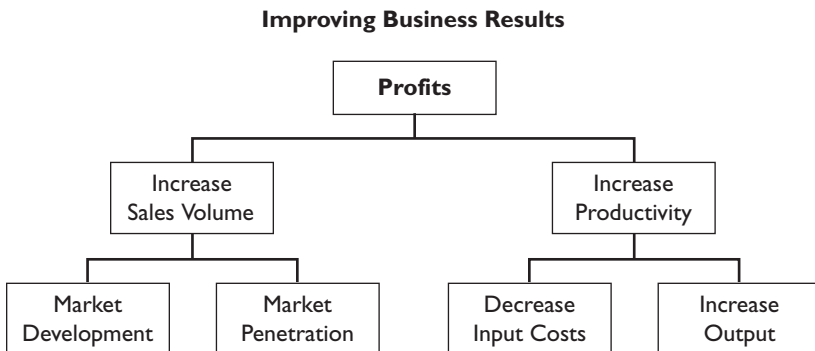 Improving Business Results
Profits
Increase
Sales Volume
Increase
Productivity
Market
Development
Market
Penetration
Decrease
Input Costs
Increase
Output